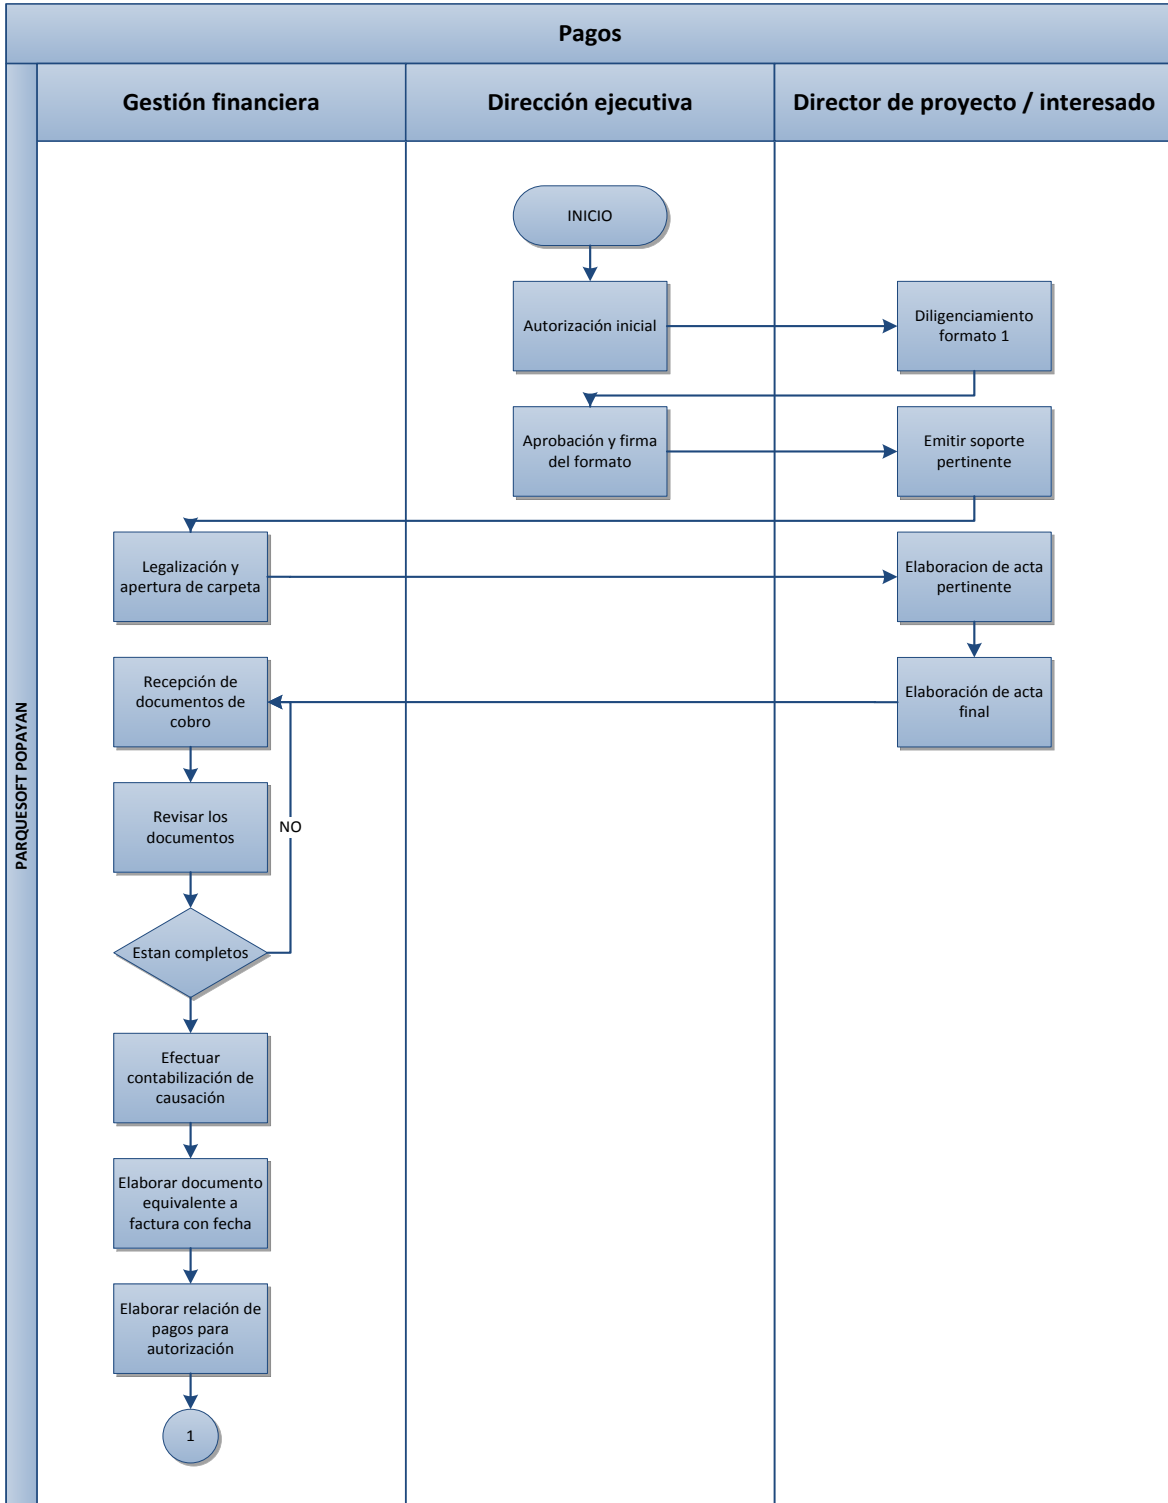 Pagos
Gestión financiera
Dirección ejecutiva
Director de proyecto / interesado
PARQUESOFT POPAYAN
INICIO
Autorización inicial
Diligenciamiento
formato 1
Aprobación y firma
del formato
Emitir soporte
pertinente
Legalización y
apertura de carpeta
Elaboracion de acta
pertinente
Recepción de
documentos de
cobro
Elaboración de acta
final
Revisar los
documentos
NO
Estan completos
Efectuar
contabilización de
causación
Elaborar documento
equivalente a
factura con fecha
Elaborar relación de
pagos para
autorización
1